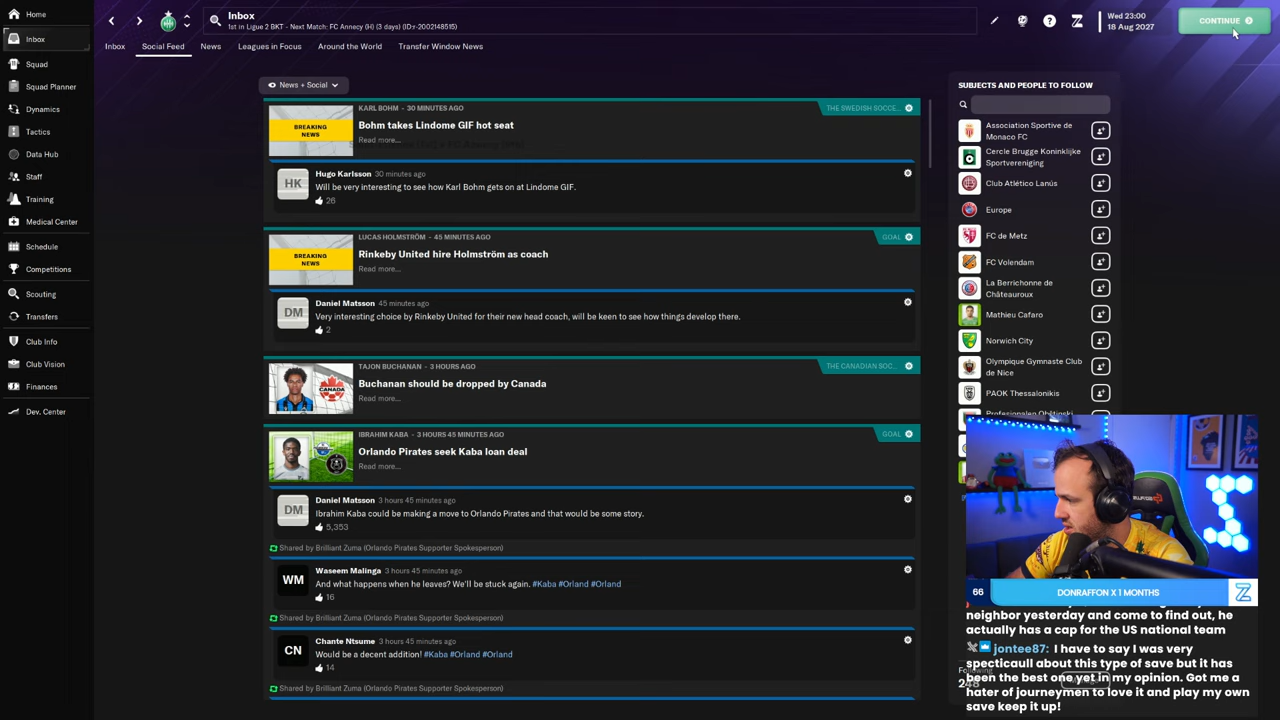 Home
Inbox
Squad
Squad Planner
Dynamics
Tactics
Data Hub
Staff
Training
Medical Center
Schedule
Competitions
Scouting
Transfers
Club Info
Club Vision
Finances
Dev. Center
Inbox
1st in Ligue 2 BKT - Next Match: FC Annecy (H) (3 days) (ID:r-2002148515)
Wed 23:00
18 Aug 2027
CONTINUE
Inbox Social Feed News Leagues in Focus Around the World Transfer Window News
News + Social
KARL BOHM - 30 MINUTES AGO
THE SWEDISH SOCCE...
BREAKING NEWS
Bohm takes Lindome GIF hot seat
Read more...
HK
Hugo Karlsson 30 minutes ago
Will be very interesting to see how Karl Bohm gets on at Lindome GIF.
26
LUCAS HOLMSTRÖM - 45 MINUTES AGO
GOAL
BREAKING NEWS
Rinkeby United hire Holmström as coach
Read more...
DM
Daniel Matsson 45 minutes ago
Very interesting choice by Rinkeby United for their new head coach, will be keen to see how things develop there.
2
TAJON BUCHANAN - 3 HOURS AGO
THE CANADIAN SOC...
CANADA
Buchanan should be dropped by Canada
Read more...
IBRAHIM KABA - 3 HOURS 45 MINUTES AGO
GOAL
Orlando Pirates seek Kaba loan deal
Read more...
DM
Daniel Matsson 3 hours 45 minutes ago
Ibrahim Kaba could be making a move to Orlando Pirates and that would be some story.
5,353
Shared by Brilliant Zuma (Orlando Pirates Supporter Spokesperson)
WM
Waseem Malinga 3 hours 45 minutes ago
And what happens when he leaves? We'll be stuck again. #Kaba #Orland #Orland
16
Shared by Brilliant Zuma (Orlando Pirates Supporter Spokesperson)
CN
Chante Ntsume 3 hours 45 minutes ago
Would be a decent addition! #Kaba #Orland #Orland
14
Shared by Brilliant Zuma (Orlando Pirates Supporter Spokesperson)
SUBJECTS AND PEOPLE TO FOLLOW
Association Sportive de
Monaco FC
Cercle Brugge Koninklijke
Sportvereniging
Club Atlético Lanús
Europe
FC de Metz
FC Volendam
La Berrichonne de
Châteauroux
Mathieu Cafaro
Norwich City
Olympique Gymnaste Club
de Nice
PAOK Thessalonikis
Profesionalen
66 DONRAFFON X 1 MONTHS
neighbor yesterday and come to find out, he
actually has a cap for the US national team
jontee87: I have to say I was very
specticaull about this type of save but it has
been the best one yet in my opinion. Got me a
hater of journeymen to love it and play my own
save keep it up!
Following
248